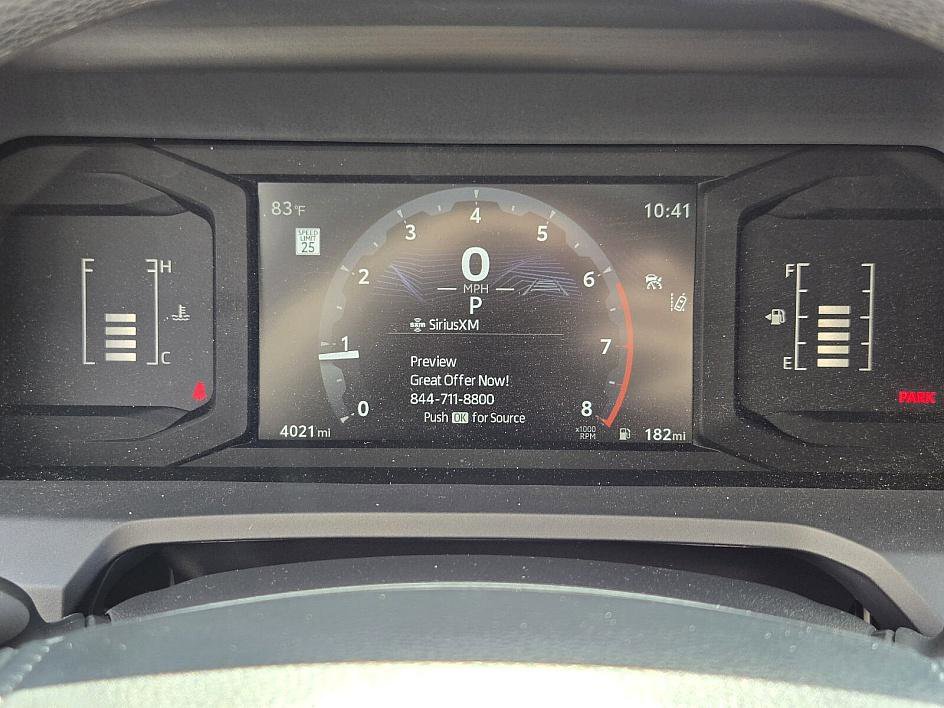 83°F
10:41
SPEED
LIMIT
25
0
1
2
3
4
5
6
7
8
0
MPH
P
SXM SiriusXM
Preview
Great Offer Now!
844-711-8800
Push OK for Source
x1000
RPM
4021 mi
182 mi
H
C
F
E
PARK